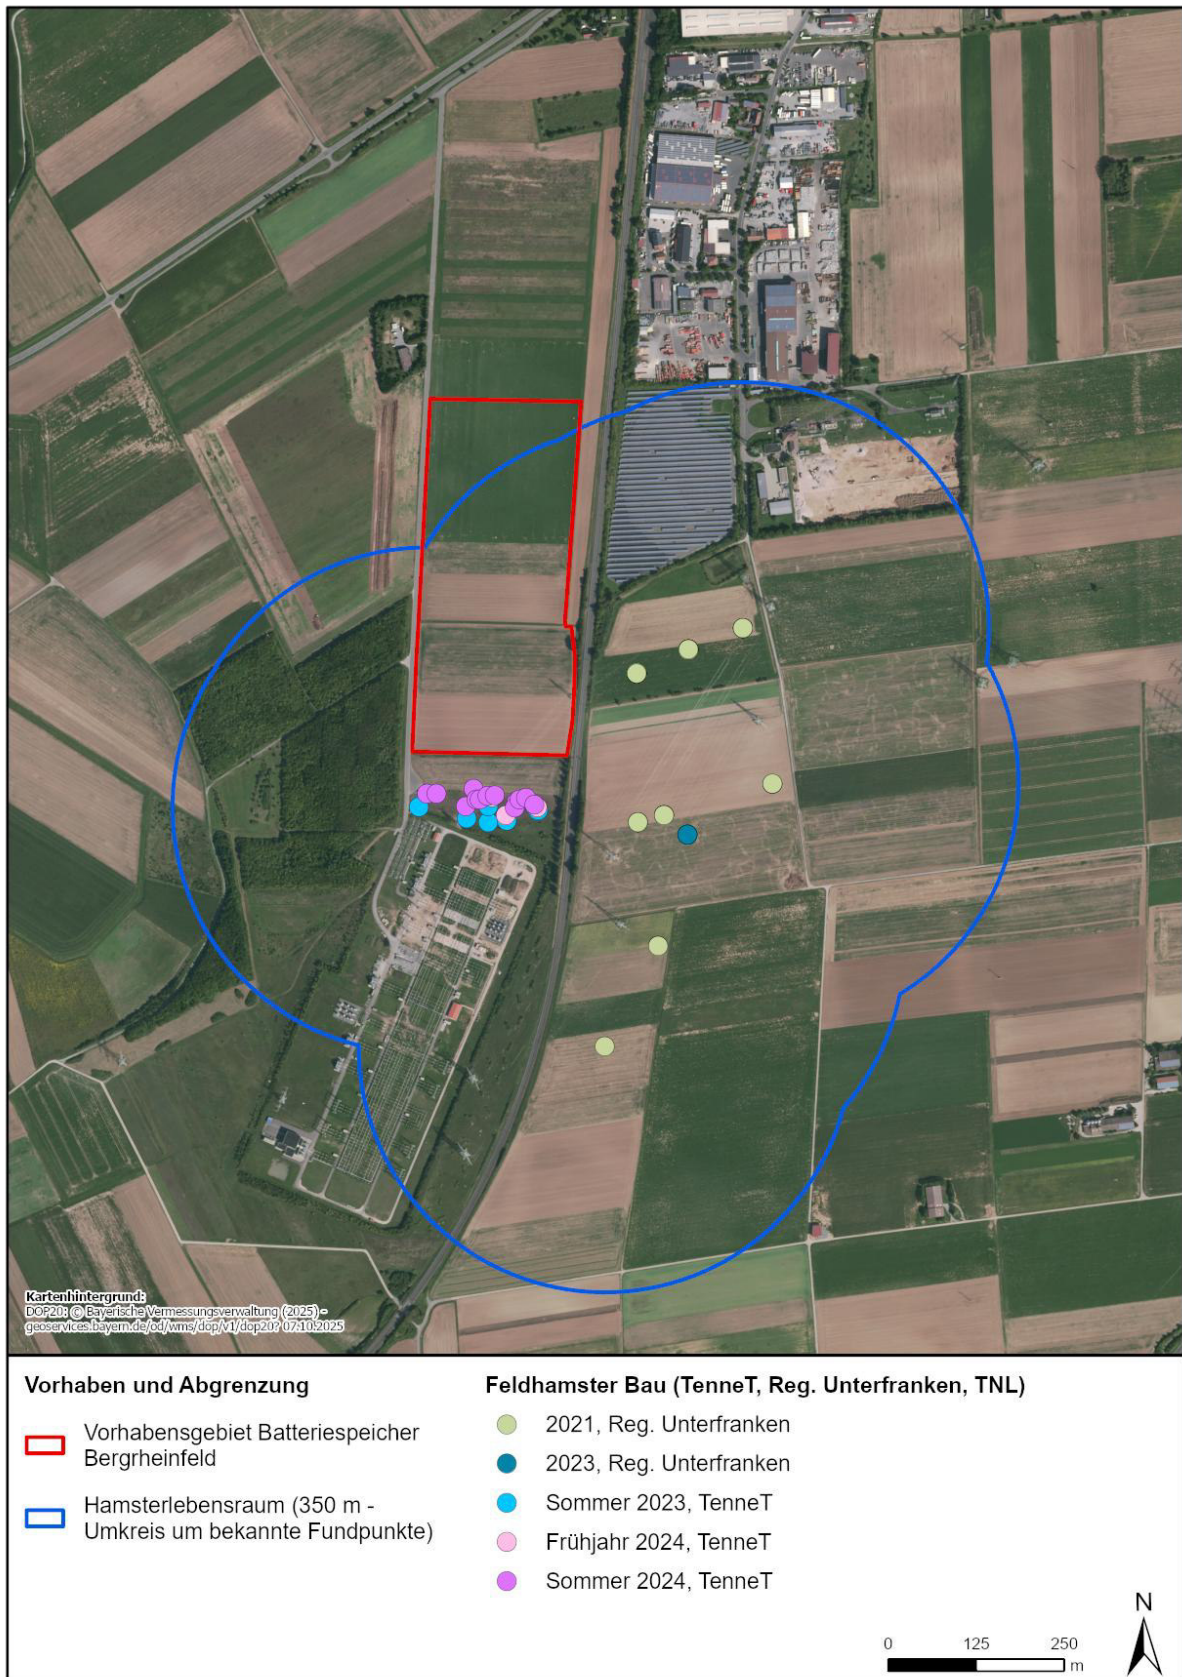 Kartenhintergrund:
DOP20: © Bayerische Vermessungsverwaltung (2025) -
geoservices.bayern.de/od/wms/dop/v1/dop20? 07.10.2025
Vorhaben und Abgrenzung
Vorhabensgebiet Batteriespeicher
Bergrheinfeld
Hamsterlebensraum (350 m -
Umkreis um bekannte Fundpunkte)
Feldhamster Bau (TenneT, Reg. Unterfranken, TNL)
2021, Reg. Unterfranken
2023, Reg. Unterfranken
Sommer 2023, TenneT
Frühjahr 2024, TenneT
Sommer 2024, TenneT
N
0 125 250
m